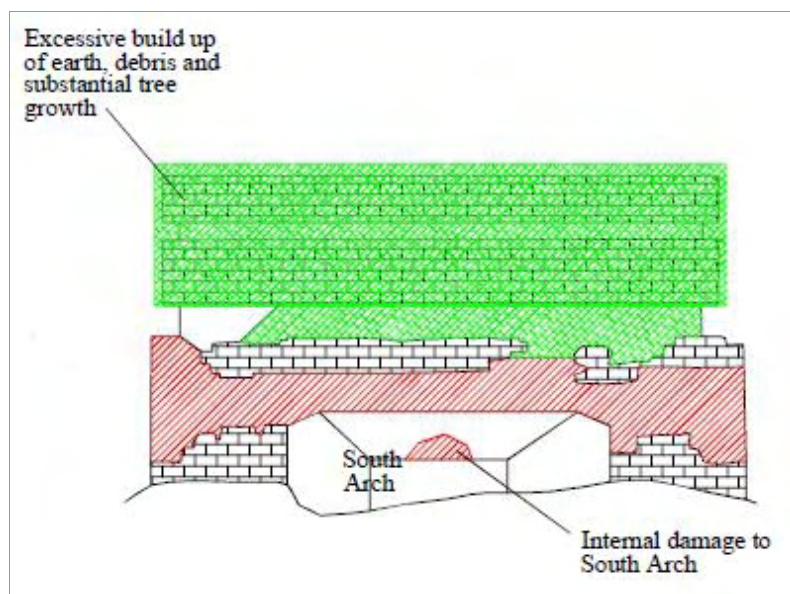 Excessive build up
of earth, debris and
substantial tree
growth
South
Arch
Internal damage to
South Arch